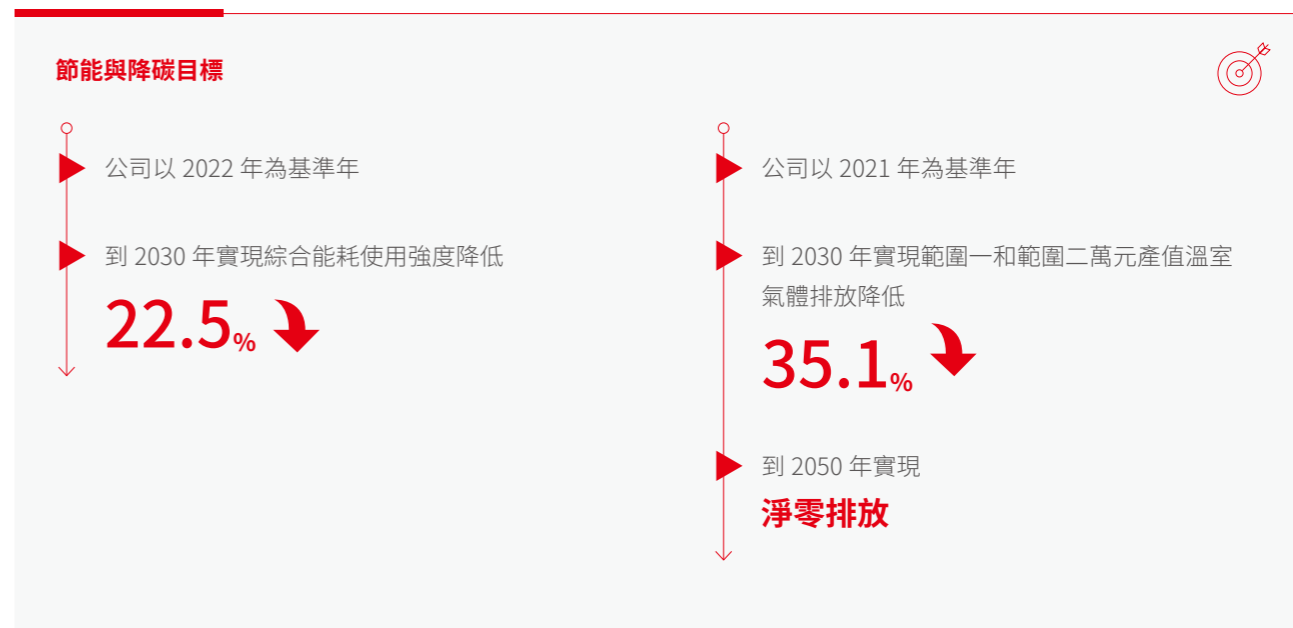 節能與降碳目標
公司以 2022 年為基準年
到 2030 年實現綜合能耗使用強度降低
22.5%
公司以 2021 年為基準年
到 2030 年實現範圍一和範圍二萬元產值溫室
氣體排放降低
35.1%
到 2050 年實現
淨零排放